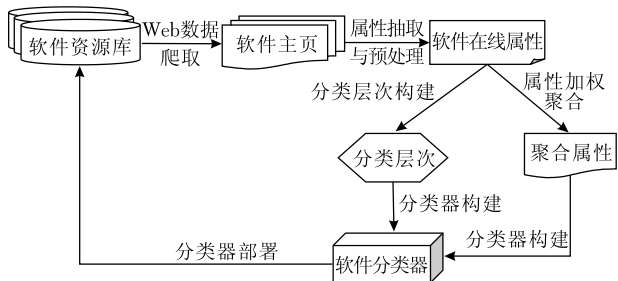 软件资源库
Web数据
爬取
软件主页
属性抽取
与预处理
软件在线属性
分类层次构建
属性加权
聚合
分类层次
聚合属性
分类器构建
分类器构建
分类器部署
软件分类器